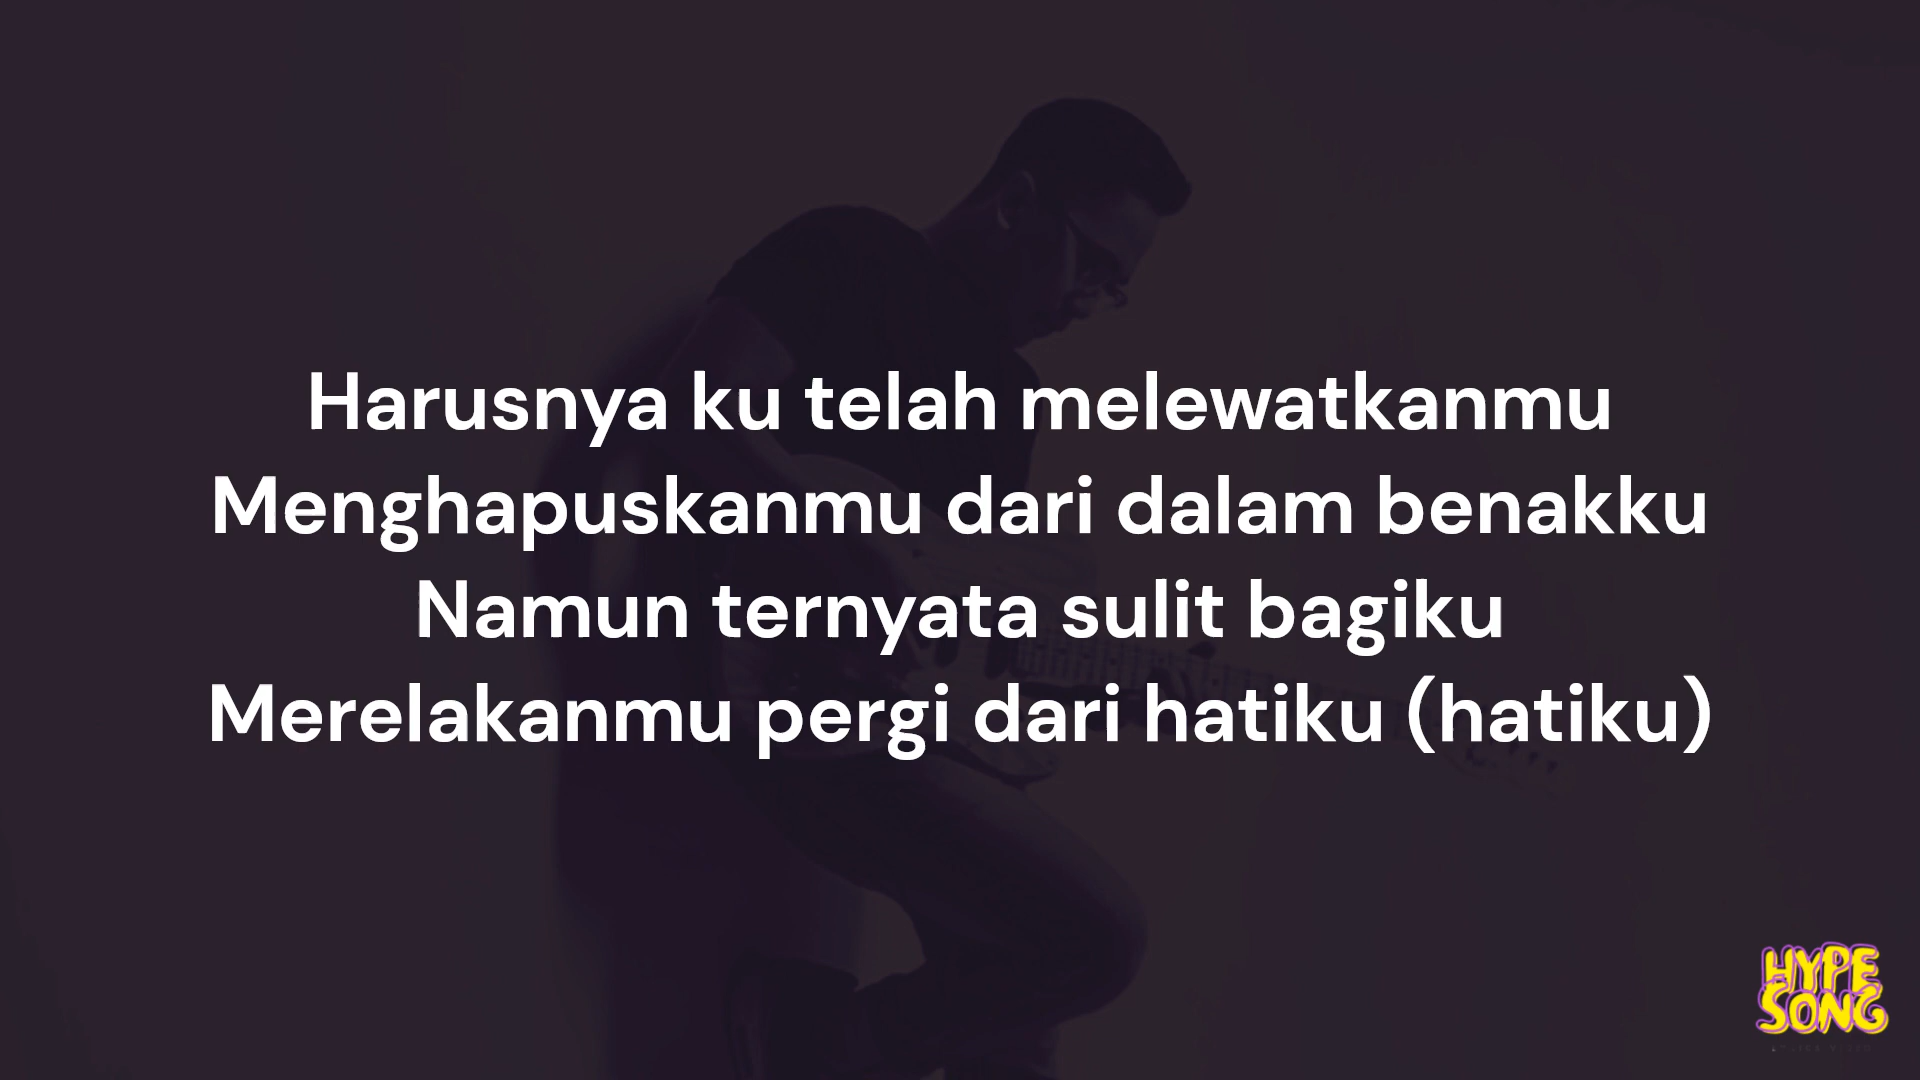 Harusnya ku telah melewatkanmu
Menghapuskanmu dari dalam benakku
Namun ternyata sulit bagiku
Merelakanmu pergi dari hatiku (hatiku)
HYPE
SONG